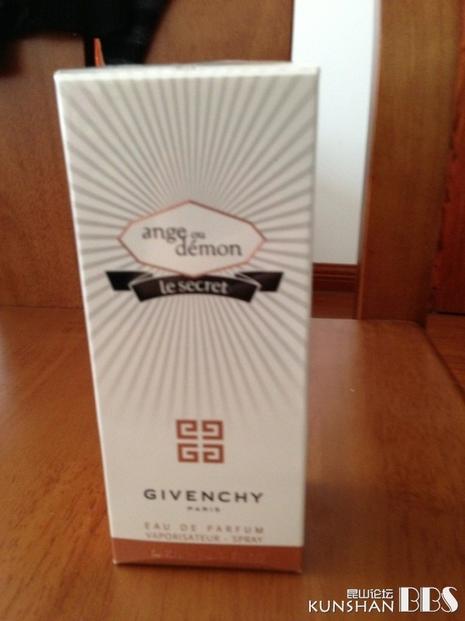 ange ou
démon
le secret
GIVENCHY
PARIS
EAU DE PARFUM
VAPORISATEUR - SPRAY
昆山论坛
KUNSHAN BBS